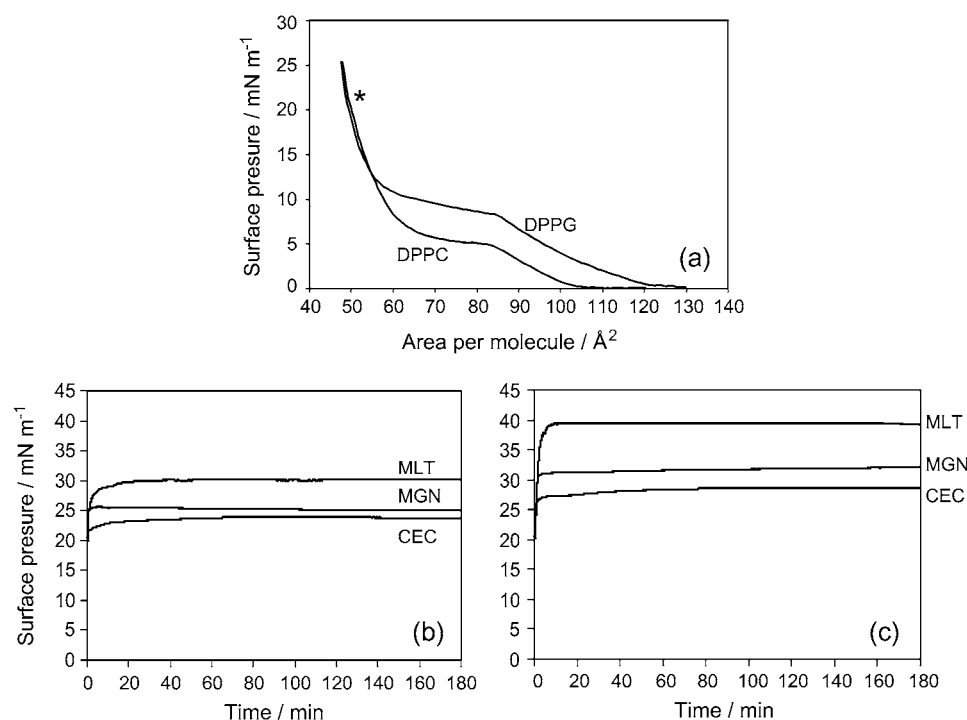 30
25
20
15
10
5
0
Surface presure / mN m⁻¹
*
DPPG
DPPC
(a)
40 50 60 70 80 90 100 110 120 130 140
Area per molecule / Å²
45
40
35
30
25
20
15
10
5
0
Surface pressure / mN m⁻¹
MLT
MGN
CEC
(b)
0 20 40 60 80 100 120 140 160 180
Time / min
45
40
35
30
25
20
15
10
5
0
MLT
MGN
CEC
(c)
0 20 40 60 80 100 120 140 160 180
Time / min